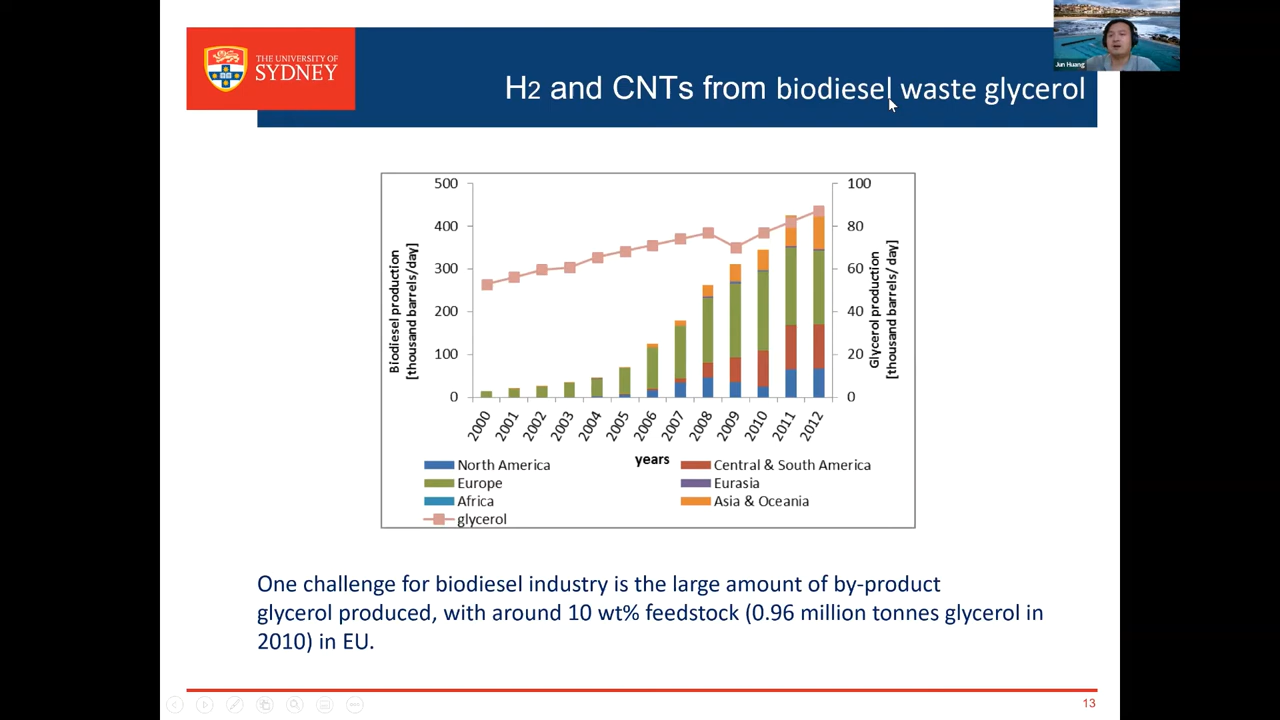 THE UNIVERSITY OF
SYDNEY
H2 and CNTs from biodiesel waste glycerol
Jun Huang
Biodiesel production
[thousand barrels/day]
500
400
300
200
100
0
100
80
60
40
20
0
Glycerol production
[thousand barrels/ day]
2000 2001 2002 2003 2004 2005 2006 2007 2008 2009 2010 2011 2012
years
North America
Central & South America
Europe
Eurasia
Africa
Asia & Oceania
glycerol
One challenge for biodiesel industry is the large amount of by-product
glycerol produced, with around 10 wt% feedstock (0.96 million tonnes glycerol in
2010) in EU.
13